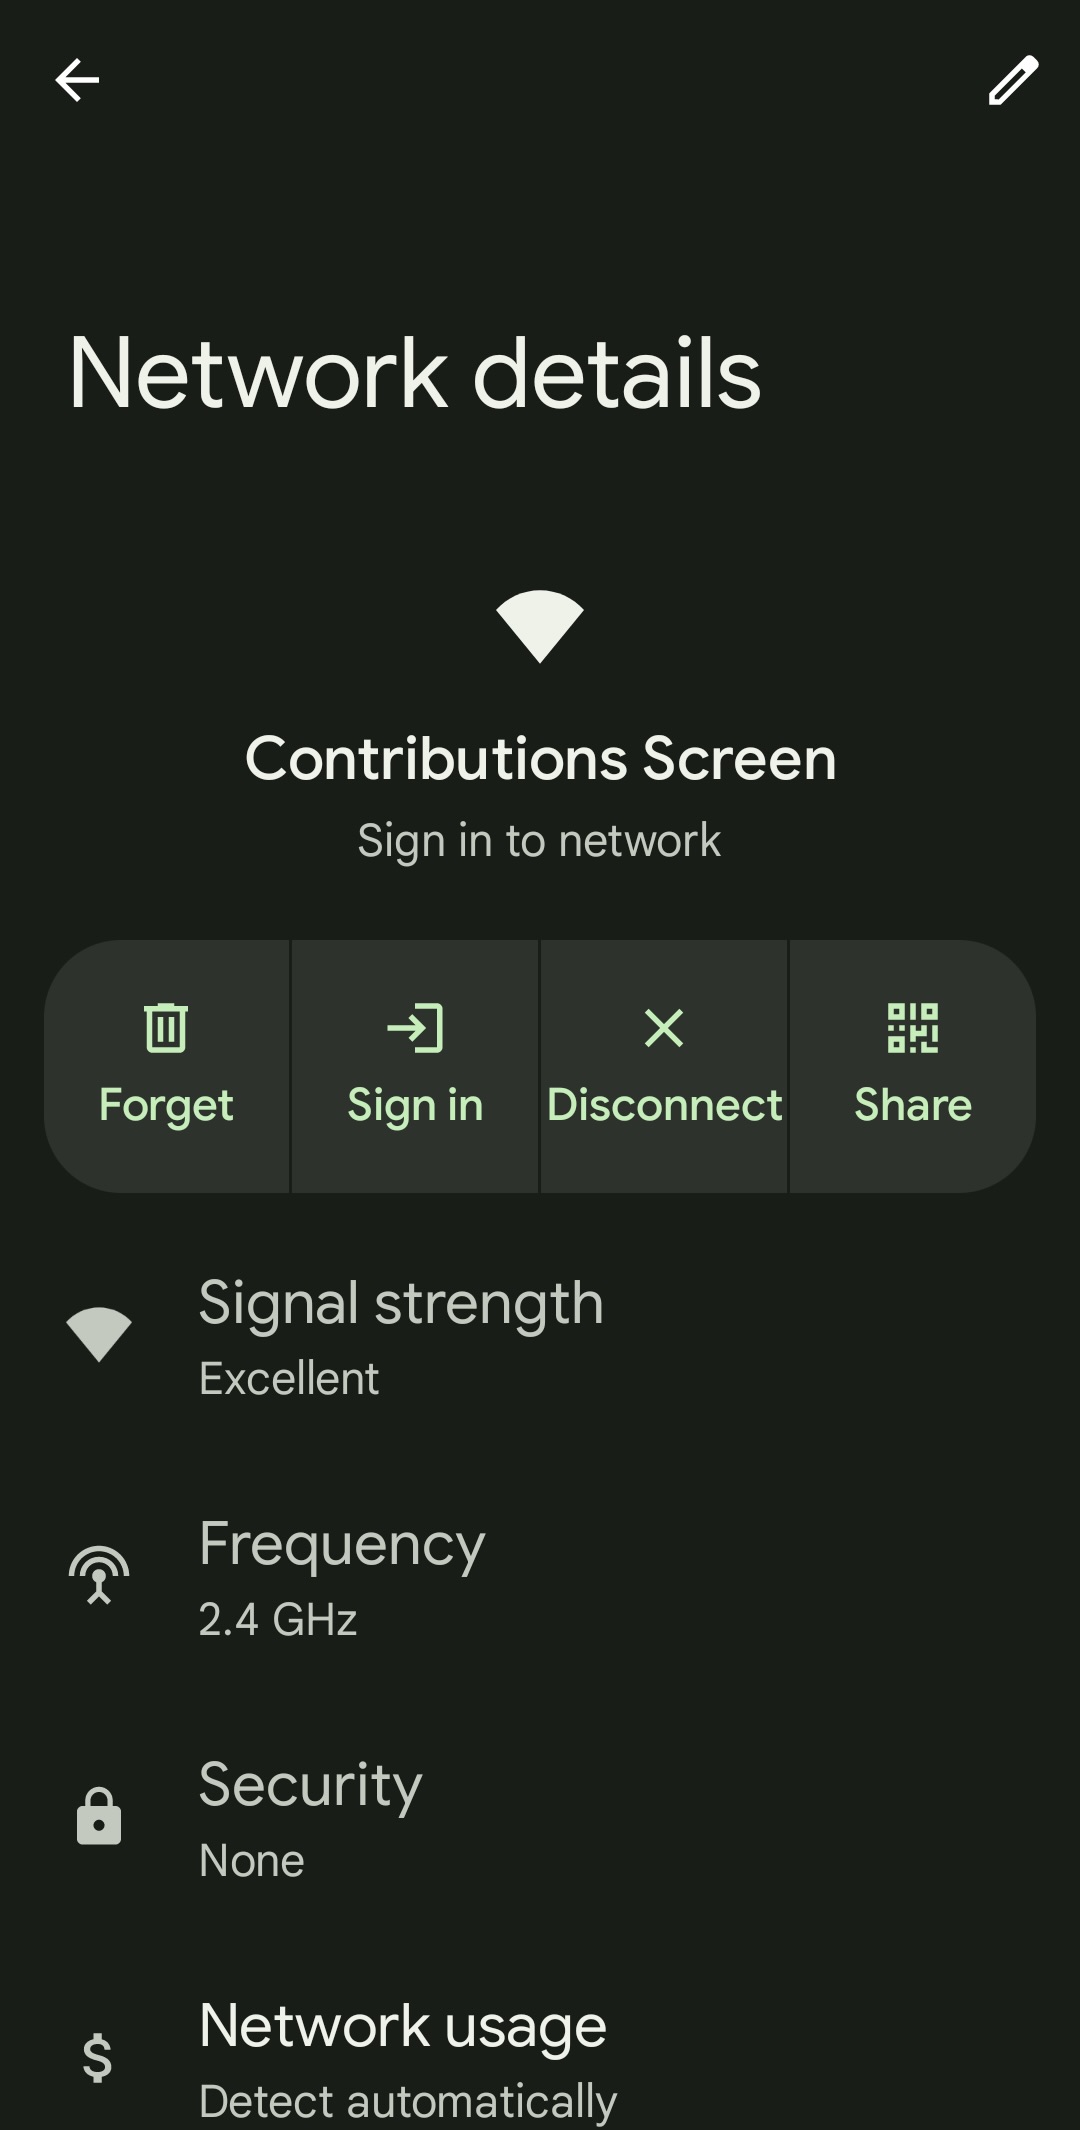 Network details
Contributions Screen
Sign in to network
Forget
Sign in
Disconnect
Share
Signal strength
Excellent
Frequency
2.4 GHz
Security
None
Network usage
Detect automatically